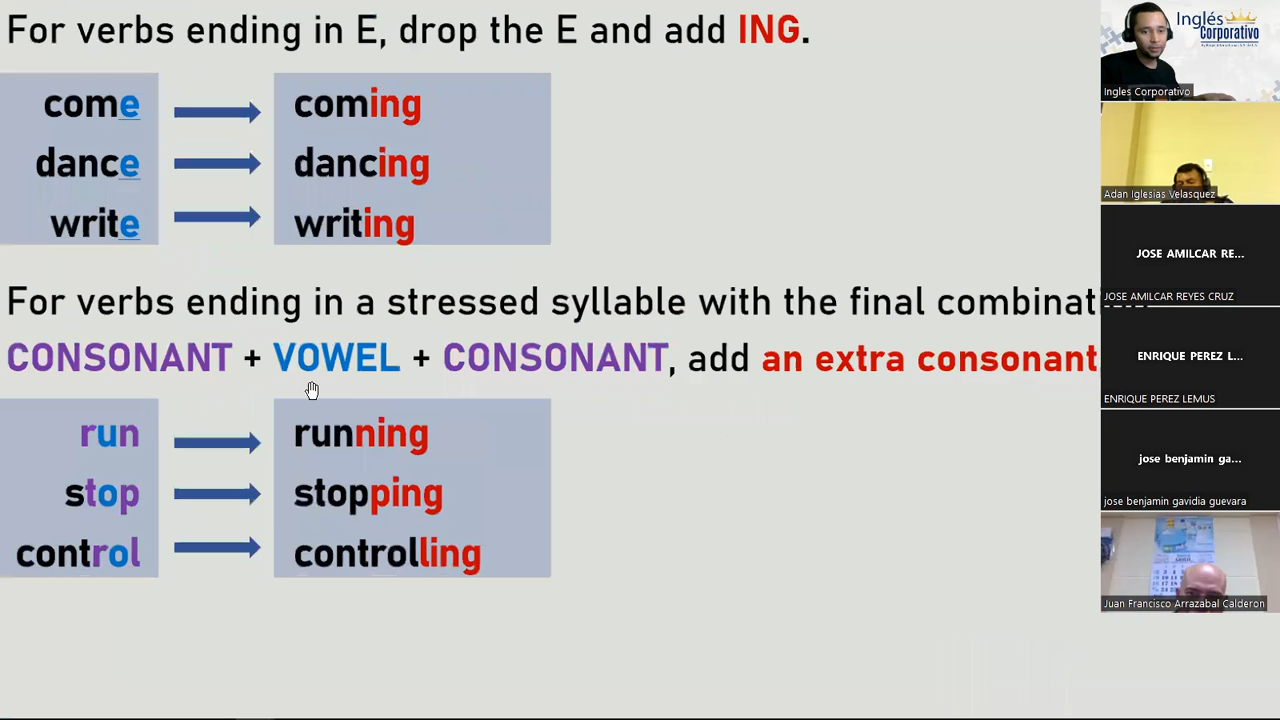 For verbs ending in E, drop the E and add ING.
come coming
dance dancing
write writing
For verbs ending in a stressed syllable with the final combinat
CONSONANT + VOWEL + CONSONANT, add an extra consonant
run running
stop stopping
control controlling
Inglés
Corporativo
Ingles Corporativo
Adan Iglesias Velasquez
JOSE AMILCAR RE...
JOSE AMILCAR REYES CRUZ
ENRIQUE PEREZ L...
ENRIQUE PEREZ LEMUS
jose benjamin ga...
jose benjamin gavidia guevara
Juan Francisco Arrazabal Calderon